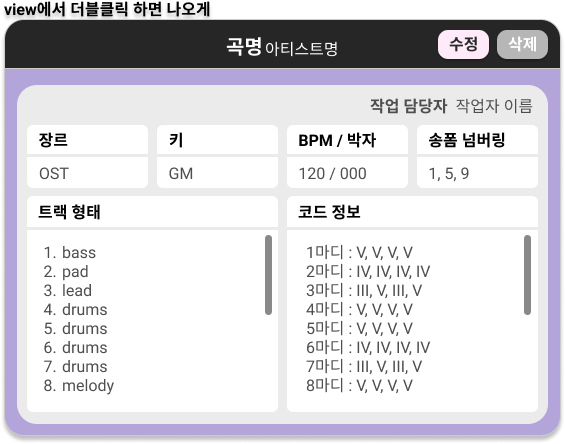 view에서 더블클릭 하면 나오게
곡명 아티스트명 수정 삭제
작업 담당자 작업자 이름
장르 키 BPM / 박자 송폼 넘버링
OST GM 120 / 000 1, 5, 9
트랙 형태
1. bass
2. pad
3. lead
4. drums
5. drums
6. drums
7. drums
8. melody
코드 정보
1마디 : V, V, V, V
2마디 : IV, IV, IV, IV
3마디 : III, V, III, V
4마디 : V, V, V, V
5마디 : V, V, V, V
6마디 : IV, IV, IV, IV
7마디 : III, V, III, V
8마디 : V, V, V, V